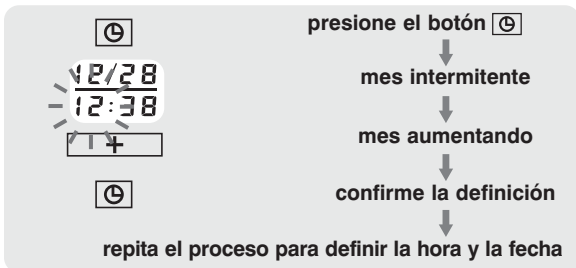 presione el botón
12/28
12:38
mes intermitente
+
mes aumentando
confirme la definición
repita el proceso para definir la hora y la fecha